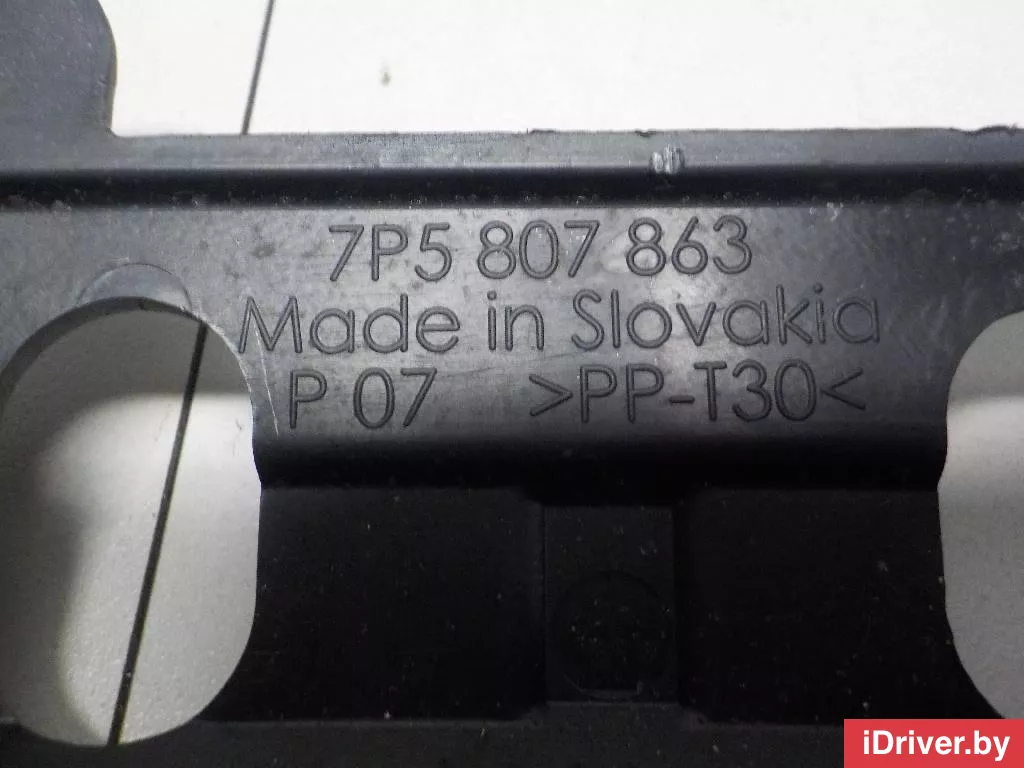 7P5 807 863
Made in Slovakia
P 07 >PP-T30<
iDriver.by